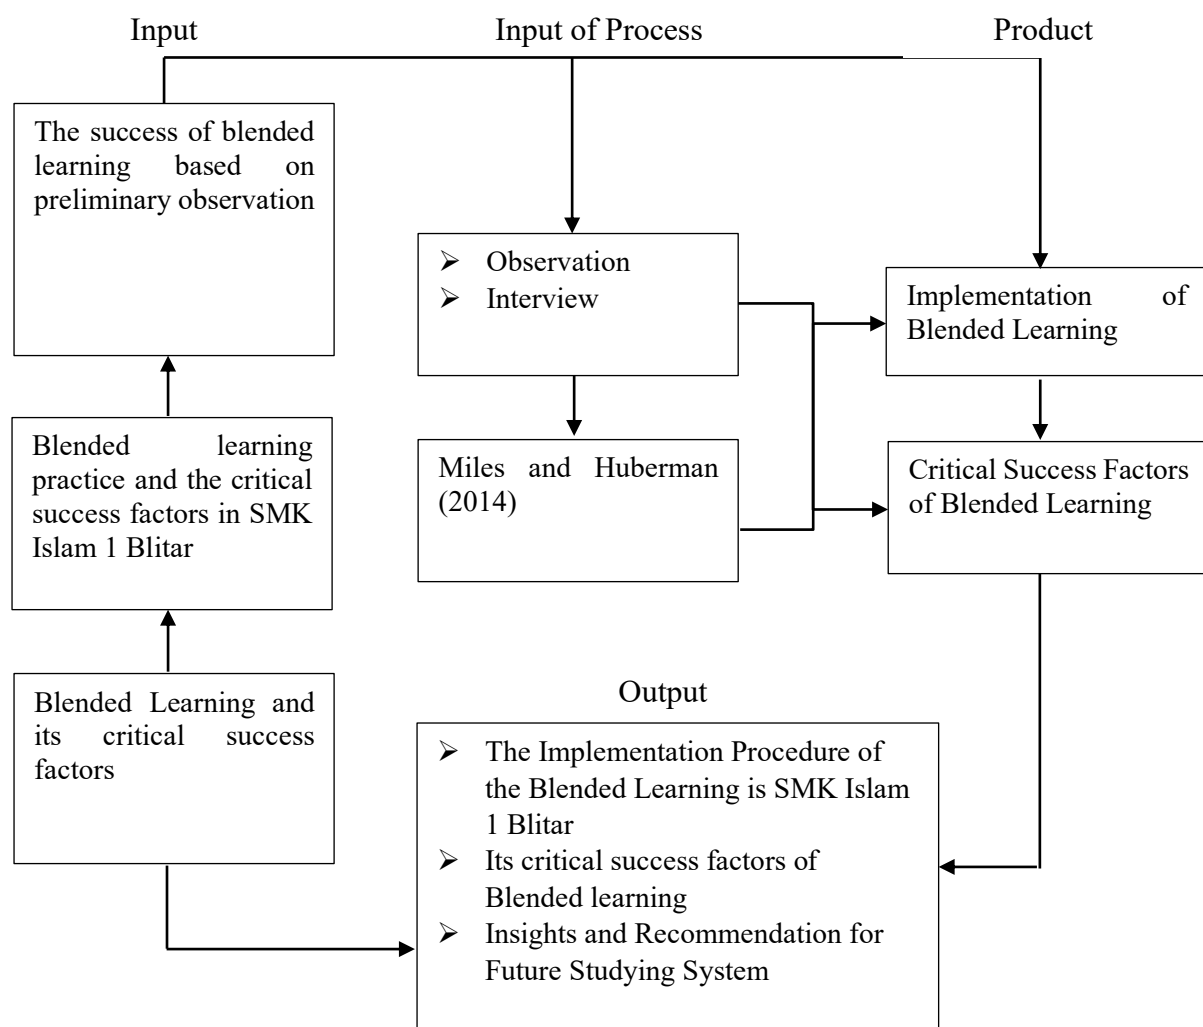 Input
Input of Process
Product
The success of blended
learning based on
preliminary observation
➢ Observation
➢ Interview
Implementation of
Blended Learning
Blended learning
practice and the critical
success factors in SMK
Islam 1 Blitar
Miles and Huberman
(2014)
Critical Success Factors
of Blended Learning
Blended Learning and
its critical success
factors
Output
➢ The Implementation Procedure of
the Blended Learning is SMK Islam
1 Blitar
➢ Its critical success factors of
Blended learning
➢ Insights and Recommendation for
Future Studying System